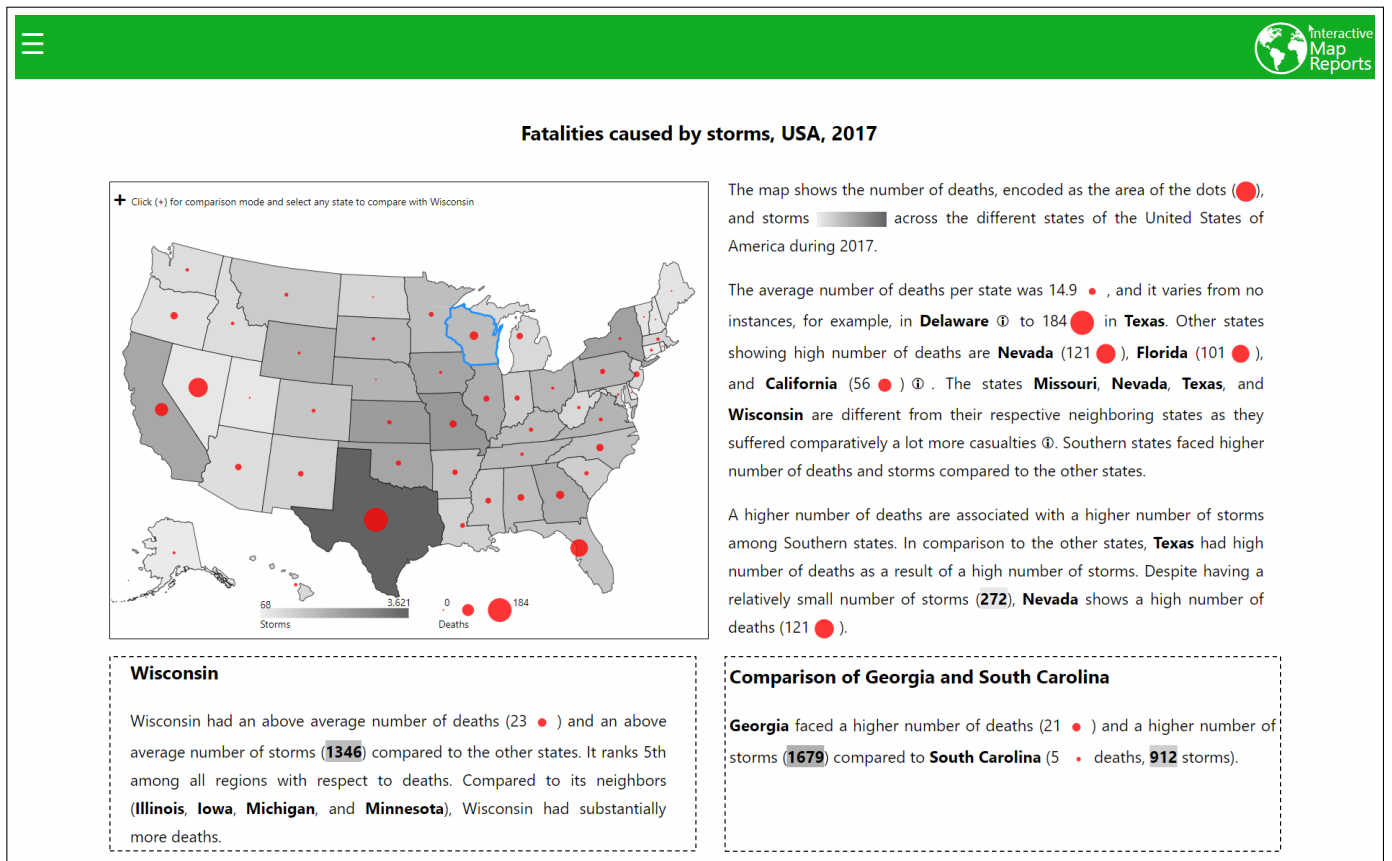 Interactive
Map
Reports
Fatalities caused by storms, USA, 2017
+ Click (+) for comparison mode and select any state to compare with Wisconsin
68
3,621
Storms
0
184
Deaths
The map shows the number of deaths, encoded as the area of the dots ( ),
and storms across the different states of the United States of
America during 2017.
The average number of deaths per state was 14.9 , and it varies from no
instances, for example, in Delaware ⓘ to 184 in Texas. Other states
showing high number of deaths are Nevada (121 ), Florida (101 ),
and California (56 ) ⓘ . The states Missouri, Nevada, Texas, and
Wisconsin are different from their respective neighboring states as they
suffered comparatively a lot more casualties ⓘ. Southern states faced higher
number of deaths and storms compared to the other states.
A higher number of deaths are associated with a higher number of storms
among Southern states. In comparison to the other states, Texas had high
number of deaths as a result of a high number of storms. Despite having a
relatively small number of storms (272), Nevada shows a high number of
deaths (121 ).
Wisconsin
Wisconsin had an above average number of deaths (23 ) and an above
average number of storms (1346) compared to the other states. It ranks 5th
among all regions with respect to deaths. Compared to its neighbors
(Illinois, Iowa, Michigan, and Minnesota), Wisconsin had substantially
more deaths.
Comparison of Georgia and South Carolina
Georgia faced a higher number of deaths (21 ) and a higher number of
storms (1679) compared to South Carolina (5 deaths, 912 storms).